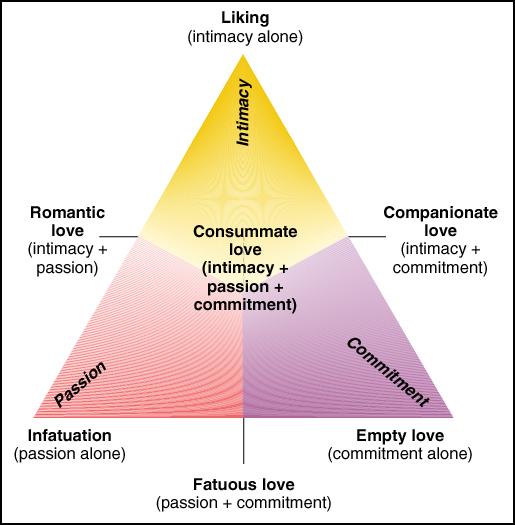 Liking
(intimacy alone)
Intimacy
Romantic
love
(intimacy +
passion)
Consummate
love
(intimacy +
passion +
commitment)
Companionate
love
(intimacy +
commitment)
Passion
Commitment
Infatuation
(passion alone)
Empty love
(commitment alone)
Fatuous love
(passion + commitment)